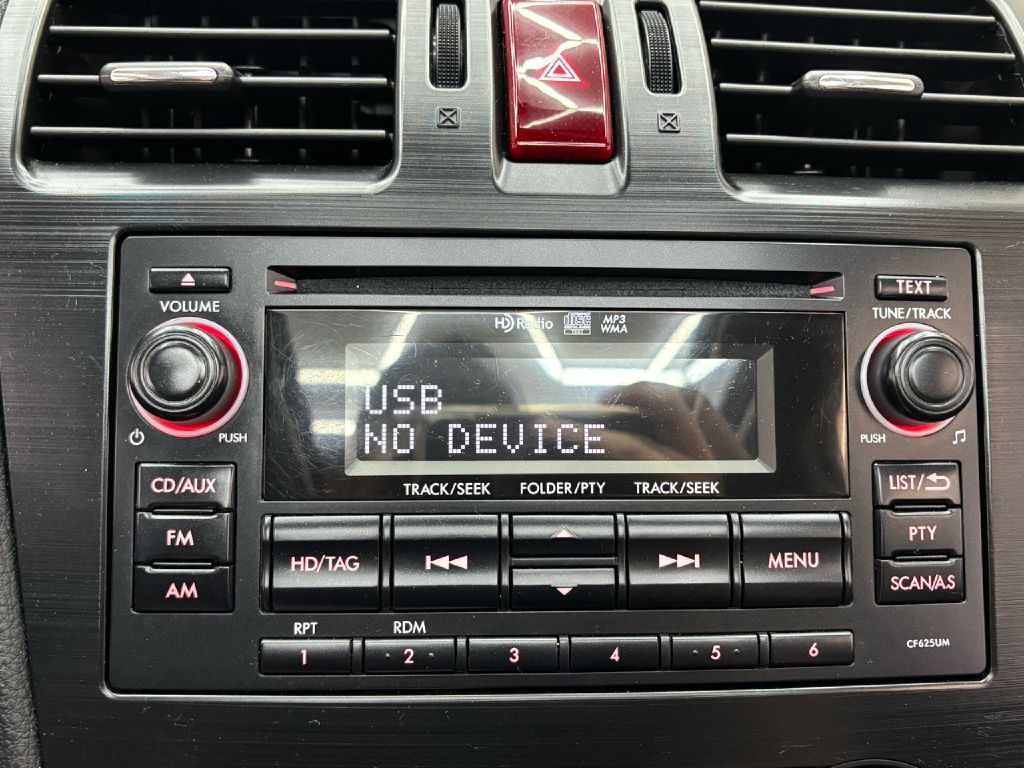 VOLUME
PUSH
CD/AUX
FM
AM
HD Radio
disc
TEXT
MP3
WMA
USB
NO DEVICE
TRACK/SEEK
FOLDER/PTY
TRACK/SEEK
HD/TAG
MENU
RPT
RDM
1
2
3
4
5
6
TEXT
TUNE/TRACK
PUSH
LIST/
PTY
SCAN/A.S
CF625UM